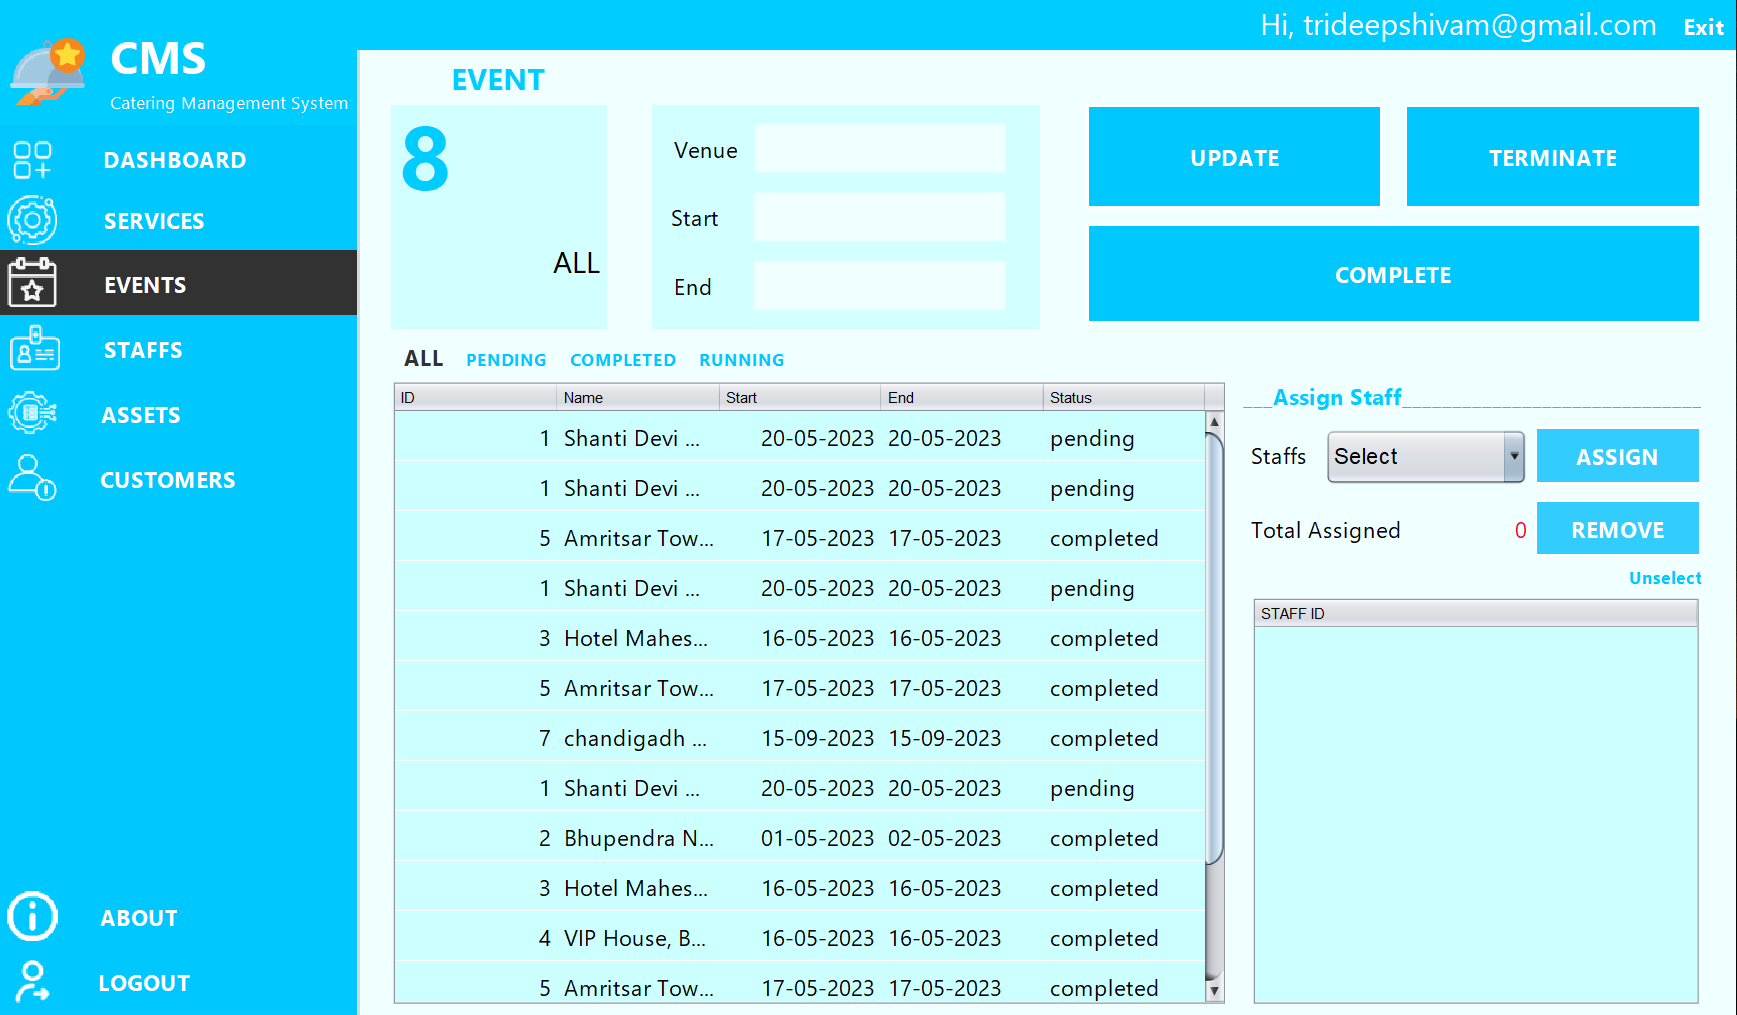 Hi, trideepshivam@gmail.com Exit
CMS
Catering Management System
DASHBOARD
SERVICES
EVENTS
STAFFS
ASSETS
CUSTOMERS
ABOUT
LOGOUT
EVENT
8
ALL
Venue
Start
End
UPDATE TERMINATE
COMPLETE
ALL PENDING COMPLETED RUNNING
ID Name Start End Status
1 Shanti Devi ... 20-05-2023 20-05-2023 pending
1 Shanti Devi ... 20-05-2023 20-05-2023 pending
5 Amritsar Tow... 17-05-2023 17-05-2023 completed
1 Shanti Devi ... 20-05-2023 20-05-2023 pending
3 Hotel Mahes... 16-05-2023 16-05-2023 completed
5 Amritsar Tow... 17-05-2023 17-05-2023 completed
7 chandigadh ... 15-09-2023 15-09-2023 completed
1 Shanti Devi ... 20-05-2023 20-05-2023 pending
2 Bhupendra N... 01-05-2023 02-05-2023 completed
3 Hotel Mahes... 16-05-2023 16-05-2023 completed
4 VIP House, B... 16-05-2023 16-05-2023 completed
5 Amritsar Tow... 17-05-2023 17-05-2023 completed
___Assign Staff______________________________
Staffs Select ASSIGN
Total Assigned 0 REMOVE
Unselect
STAFF ID